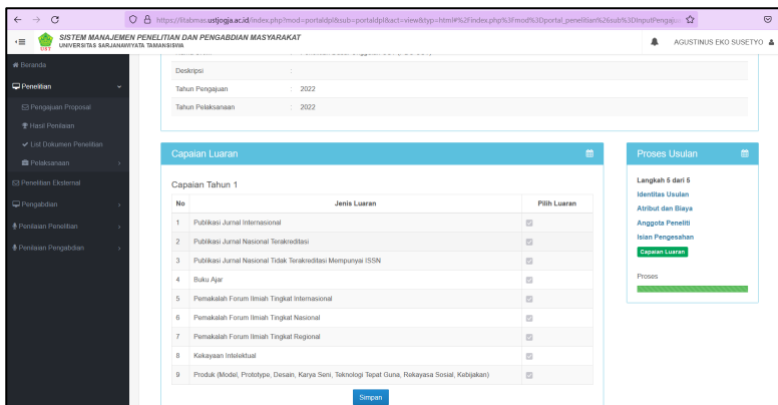 https://litabmas.ustjogja.ac.id/index.php?mod=portaldpl&sub=portaldpl&act=view&typ=html#%2Findex.php%3Fmod%3Dportal_penelitian%26sub%3DInputPengaju
SISTEM MANAJEMEN PENELITIAN DAN PENGABDIAN MASYARAKAT
UNIVERSITAS SARJANAWIYATA TAMANSISWA
AGUSTINUS EKO SUSETYO
Beranda
Penelitian
Pengajuan Proposal
Hasil Penilaian
List Dokumen Penelitian
Pelaksanaan
Penelitian Eksternal
Pengabdian
Penilaian Penelitian
Penilaian Pengabdian
Deskripsi :
Tahun Pengajuan : 2022
Tahun Pelaksanaan : 2022
Capaian Luaran
Capaian Tahun 1
No Jenis Luaran Pilih Luaran
1 Publikasi Jurnal Internasional
2 Publikasi Jurnal Nasional Terakreditasi
3 Publikasi Jurnal Nasional Tidak Terakreditasi Mempunyai ISSN
4 Buku Ajar
5 Pemakalah Forum Ilmiah Tingkat Internasional
6 Pemakalah Forum Ilmiah Tingkat Nasional
7 Pemakalah Forum Ilmiah Tingkat Regional
8 Kekayaan Intelektual
9 Produk (Model, Prototype, Desain, Karya Seni, Teknologi Tepat Guna, Rekayasa Sosial, Kebijakan)
Simpan
Proses Usulan
Langkah 5 dari 5
Identitas Usulan
Atribut dan Biaya
Anggota Peneliti
Isian Pengesahan
Capaian Luaran
Proses